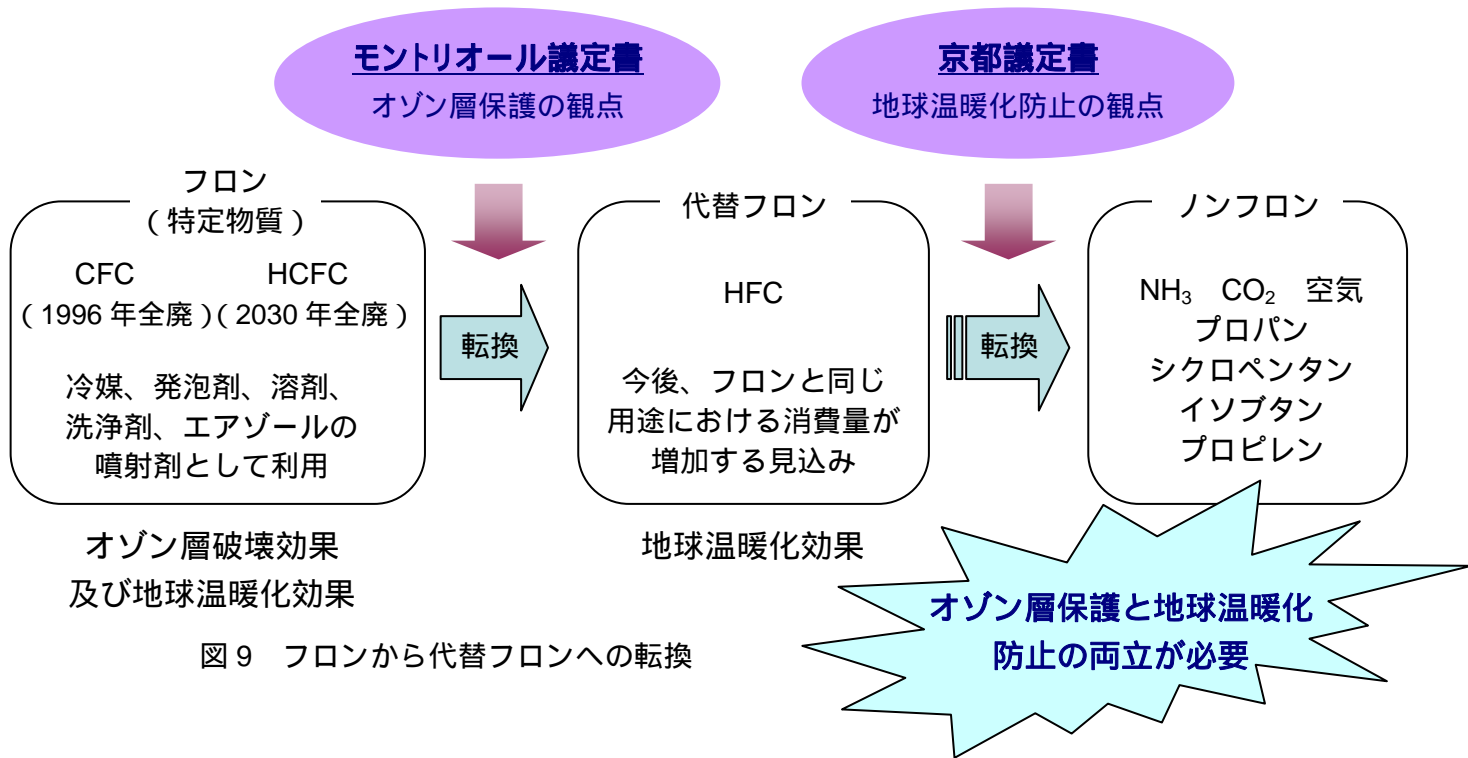 モントリオール議定書
オゾン層保護の観点
京都議定書
地球温暖化防止の観点
フロン
（特定物質）
CFC HCFC
（1996 年全廃）（2030 年全廃）
冷媒、発泡剤、溶剤、
洗浄剤、エアゾールの
噴射剤として利用
オゾン層破壊効果
及び地球温暖化効果
転換
代替フロン
HFC
今後、フロンと同じ
用途における消費量が
増加する見込み
地球温暖化効果
転換
ノンフロン
NH₃ CO₂ 空気
プロパン
シクロペンタン
イソブタン
プロピレン
オゾン層保護と地球温暖化
防止の両立が必要
図 9 フロンから代替フロンへの転換